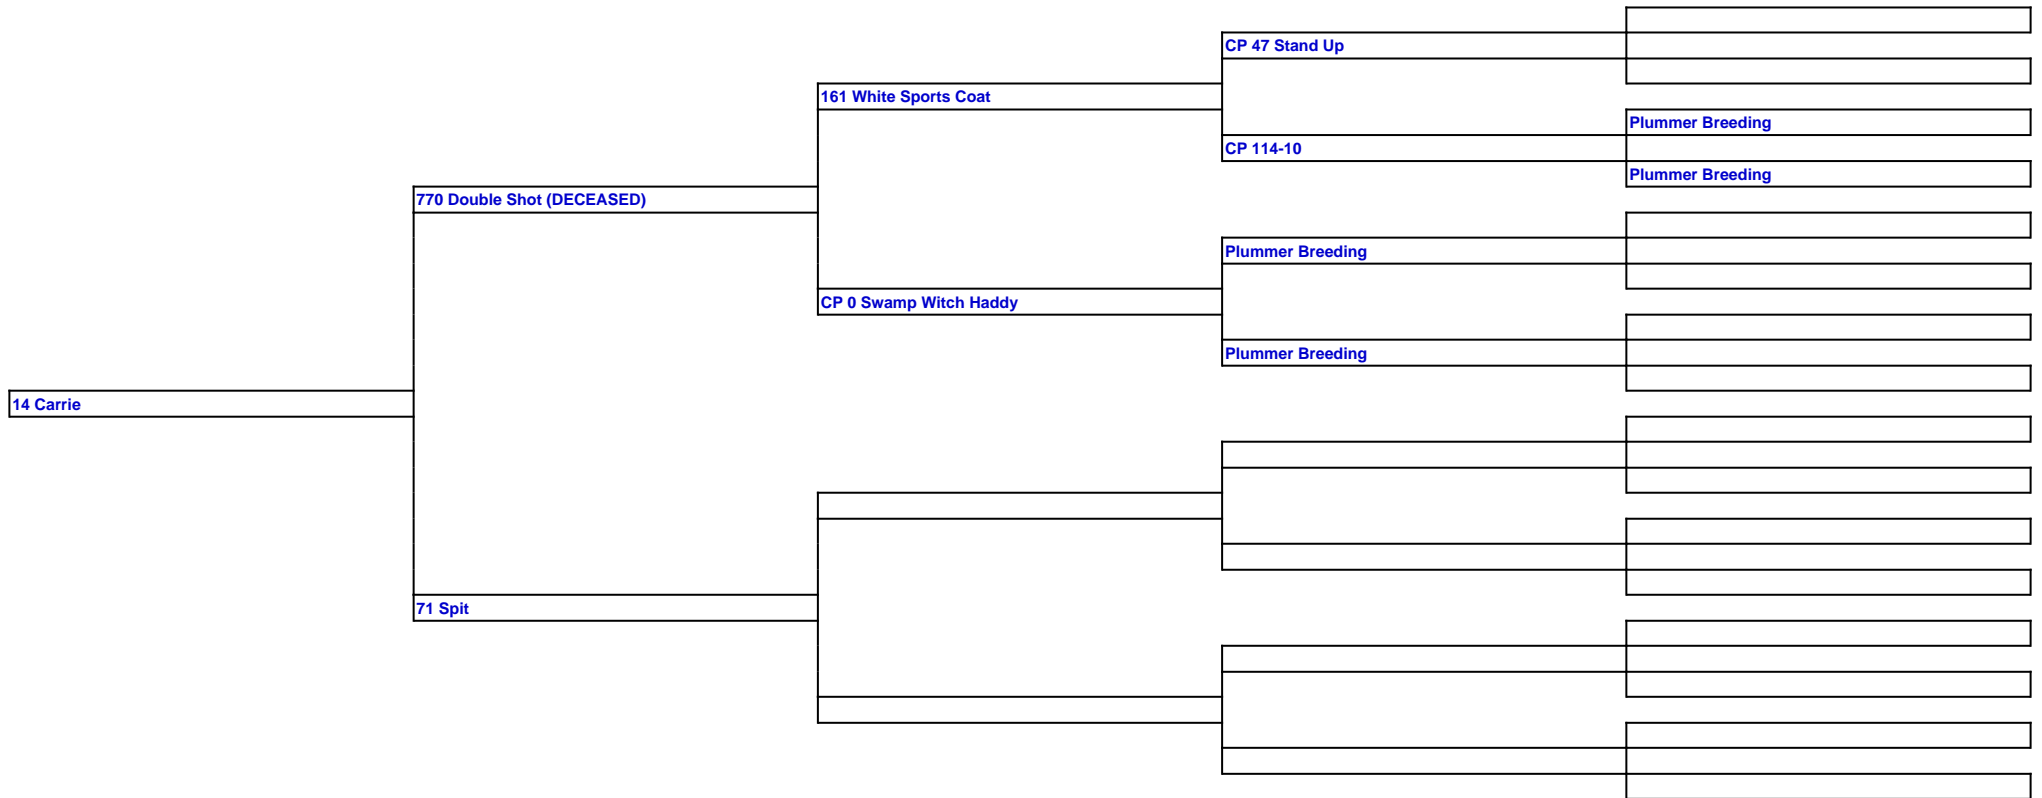 CP 47 Stand Up
161 White Sports Coat
Plummer Breeding
CP 114-10
Plummer Breeding
770 Double Shot (DECEASED)
Plummer Breeding
CP 0 Swamp Witch Haddy
Plummer Breeding
14 Carrie
71 Spit